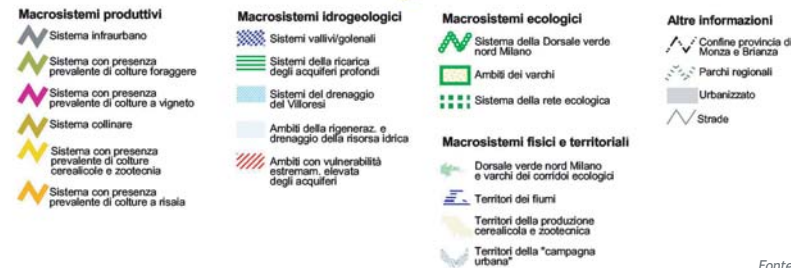 Macrosistemi produttivi
Sistema infraurbano
Sistema con presenza
prevalente di colture foraggere
Sistema con presenza
prevalente di colture a vigneto
Sistema collinare
Sistema con presenza
prevalente di colture
cerealicole e zootecnia
Sistema con presenza
prevalente di colture a risaia
Macrosistemi idrogeologici
Sistemi vallivi/golenali
Sistemi della ricarica
degli acquiferi profondi
Sistemi del drenaggio
del Villoresi
Ambiti della rigeneraz. e
drenaggio della risorsa idrica
Ambiti con vulnerabilità
estremam. elevata
degli acquiferi
Macrosistemi ecologici
Sistema della Dorsale verde
nord Milano
Ambiti dei varchi
Sistema della rete ecologica
Macrosistemi fisici e territoriali
Dorsale verde nord Milano
e varchi dei corridoi ecologici
Territori dei fiumi
Territori della produzione
cerealicola e zootecnica
Territori della "campagna
urbana"
Altre informazioni
Confine provincia di
Monza e Brianza
Parchi regionali
Urbanizzato
Strade
Fonte